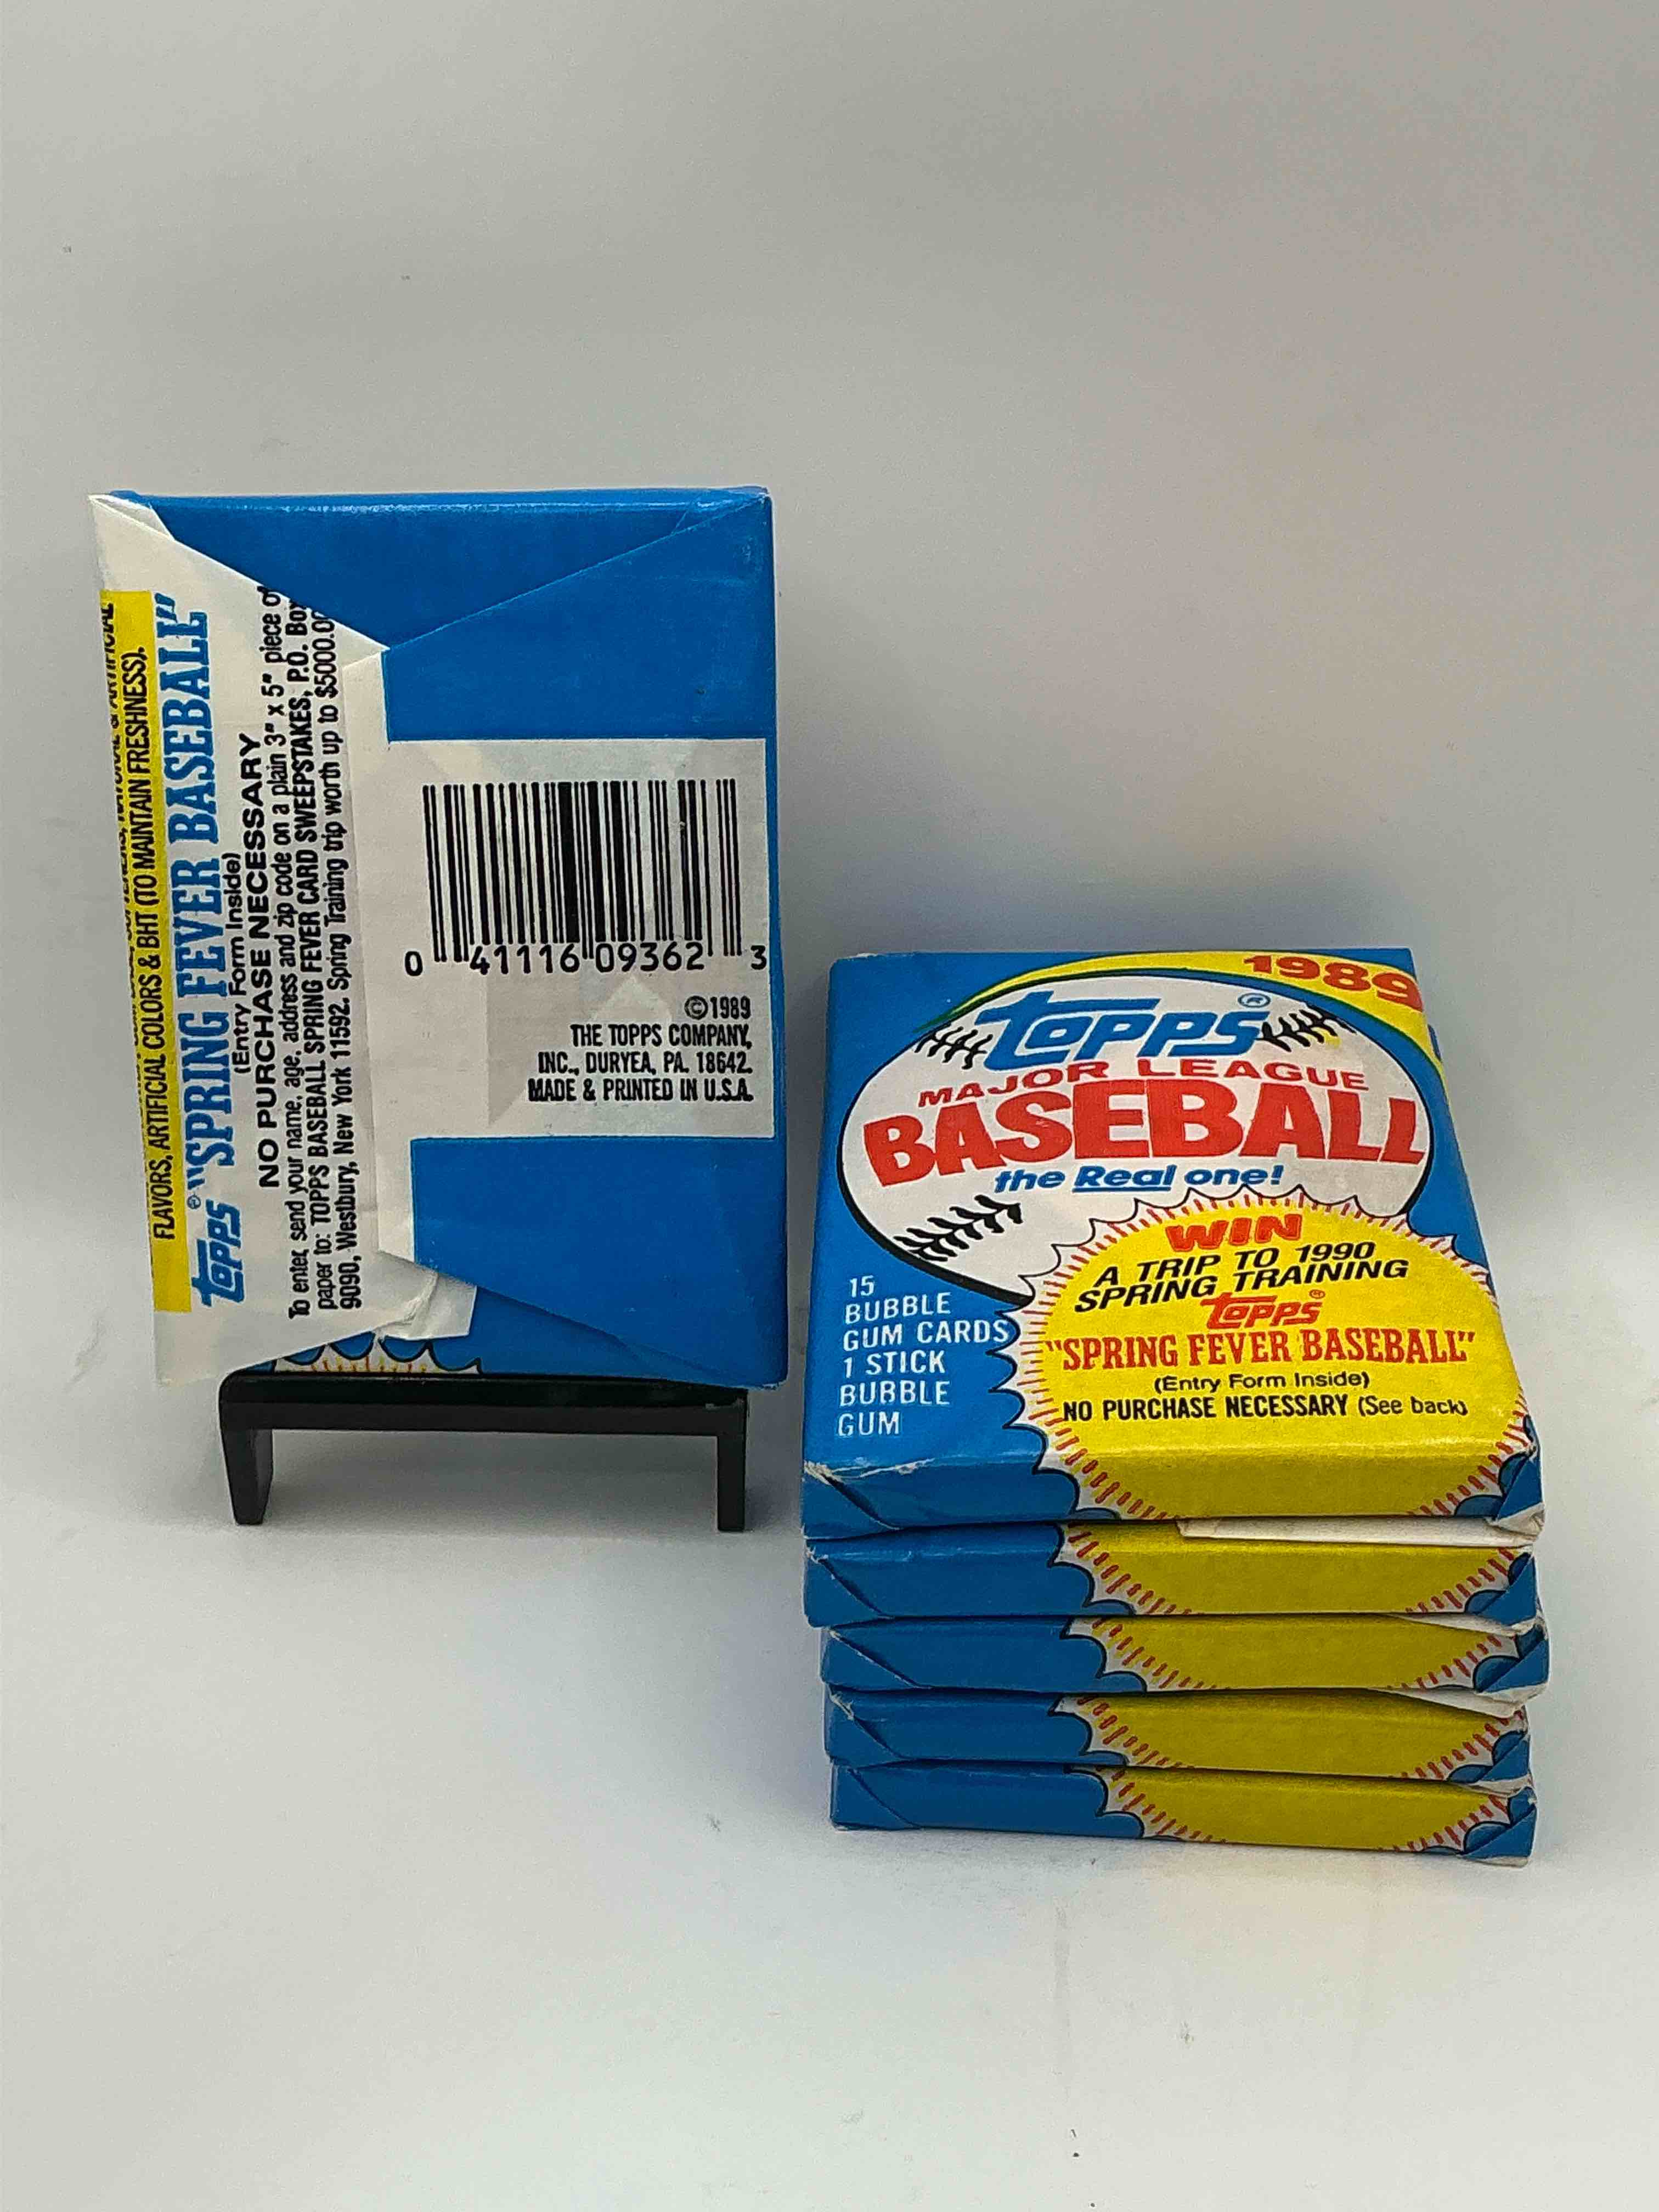 FLAVORS, ARTIFICIAL COLORS & BHT (TO MAINTAIN FRESHNESS).
Topps® "SPRING FEVER BASEBALL"
(Entry Form Inside)
NO PURCHASE NECESSARY
To enter, send your name, age, address and zip code on a plain 3" x 5" piece of
paper to: TOPPS BASEBALL SPRING FEVER CARD SWEEPSTAKES, P.O. Box
9090, Westbury, New York 11592. Spring Training trip worth up to $5000.00
0 41116 09362 3
©1989
THE TOPPS COMPANY,
INC., DURYEA, PA. 18642.
MADE & PRINTED IN U.S.A.
1989
Topps®
MAJOR LEAGUE
BASEBALL
the Real one!
WIN
A TRIP TO 1990
SPRING TRAINING
Topps®
"SPRING FEVER BASEBALL"
(Entry Form Inside)
NO PURCHASE NECESSARY (See back)
15
BUBBLE
GUM CARDS
1 STICK
BUBBLE
GUM